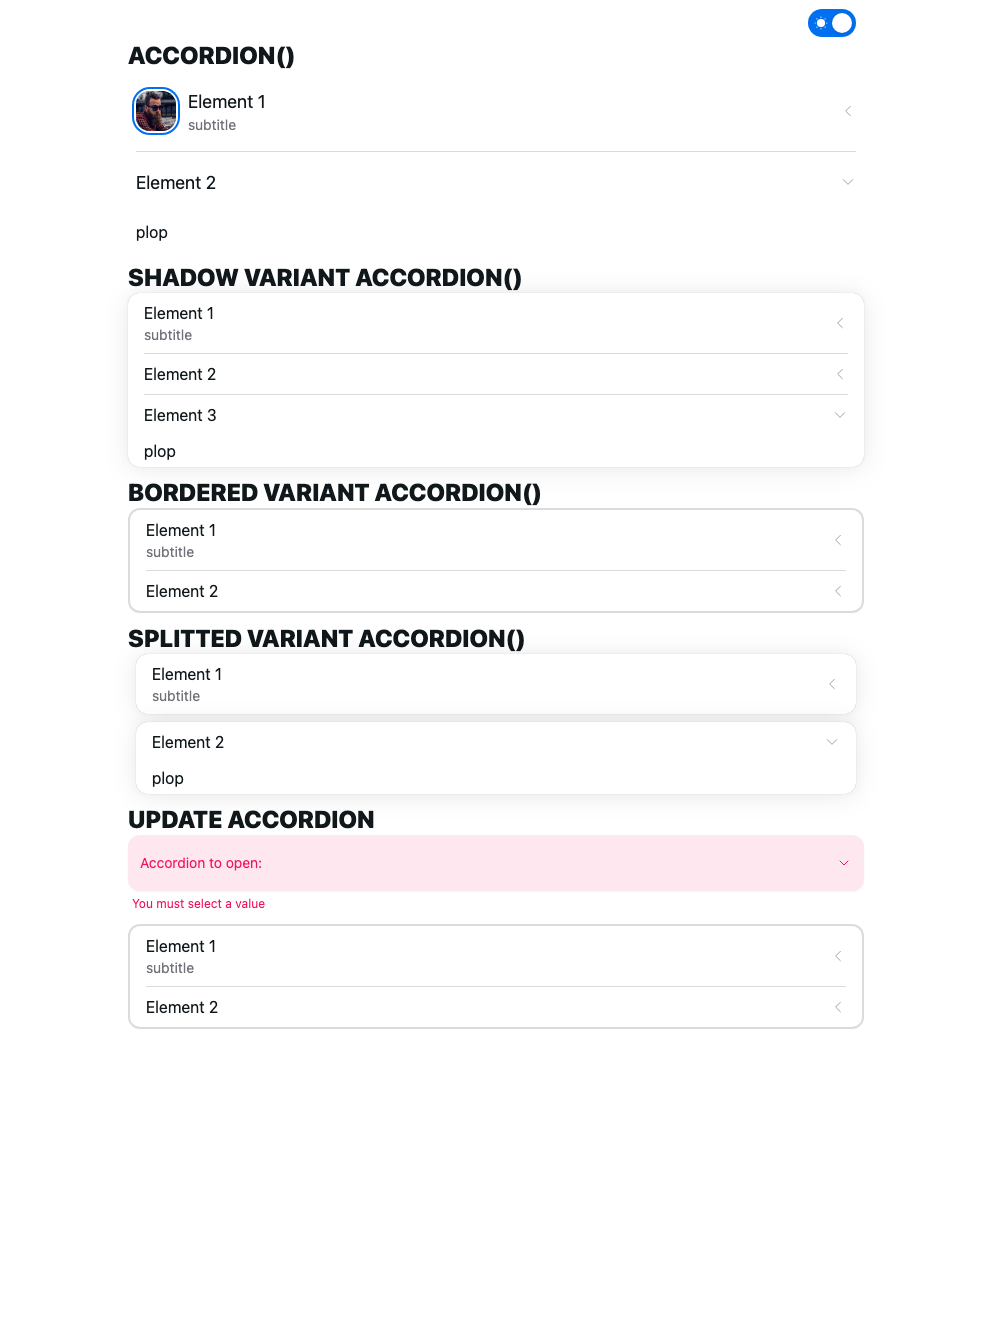 ACCORDION()
Element 1
subtitle
Element 2
plop
SHADOW VARIANT ACCORDION()
Element 1
subtitle
Element 2
Element 3
plop
BORDERED VARIANT ACCORDION()
Element 1
subtitle
Element 2
SPLITTED VARIANT ACCORDION()
Element 1
subtitle
Element 2
plop
UPDATE ACCORDION
Accordion to open:
You must select a value
Element 1
subtitle
Element 2